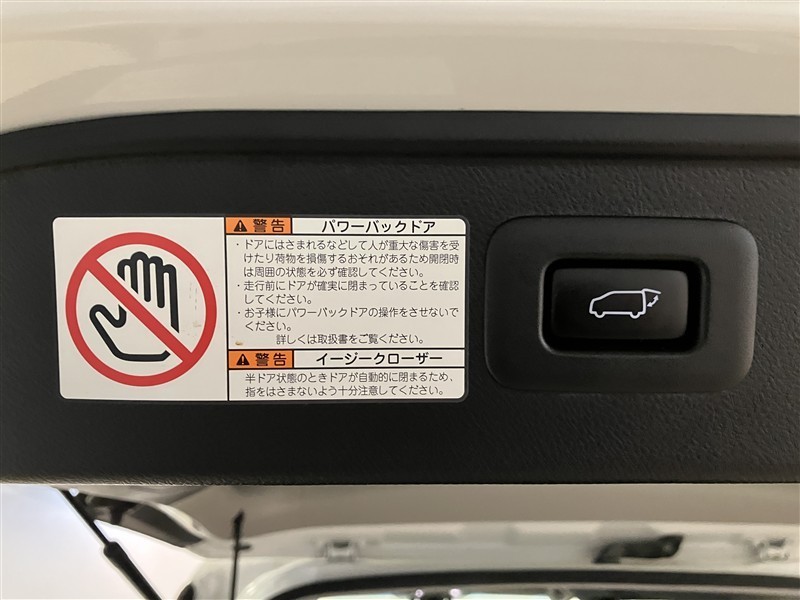 警告 パワーバックドア
・ドアにはさまれるなどして人が重大な傷害を受
けたり荷物を損傷するおそれがあるため開閉時
は周囲の状態を必ず確認してください。
・走行前にドアが確実に閉まっていることを確認
してください。
・お子様にパワーバックドアの操作をさせないで
ください。
詳しくは取扱書をご覧ください。
警告 イージークローザー
半ドア状態のときドアが自動的に閉まるため、
指をはさまないよう十分注意してください。